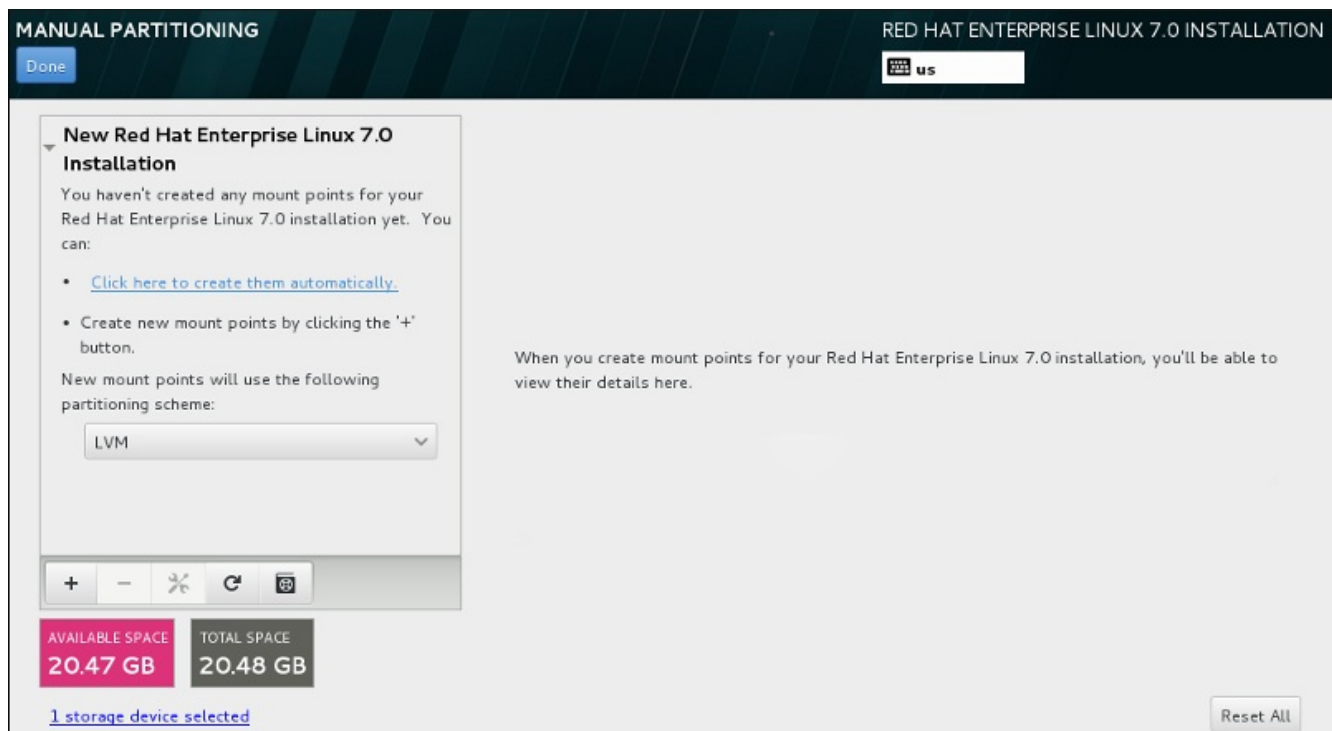 MANUAL PARTITIONING
RED HAT ENTERPRISE LINUX 7.0 INSTALLATION
Done
us
New Red Hat Enterprise Linux 7.0
Installation
You haven't created any mount points for your
Red Hat Enterprise Linux 7.0 installation yet.  You
can:
• Click here to create them automatically.
• Create new mount points by clicking the '+'
button.
New mount points will use the following
partitioning scheme:
LVM
When you create mount points for your Red Hat Enterprise Linux 7.0 installation, you'll be able to
view their details here.
+ −
AVAILABLE SPACE
20.47 GB
TOTAL SPACE
20.48 GB
1 storage device selected
Reset All